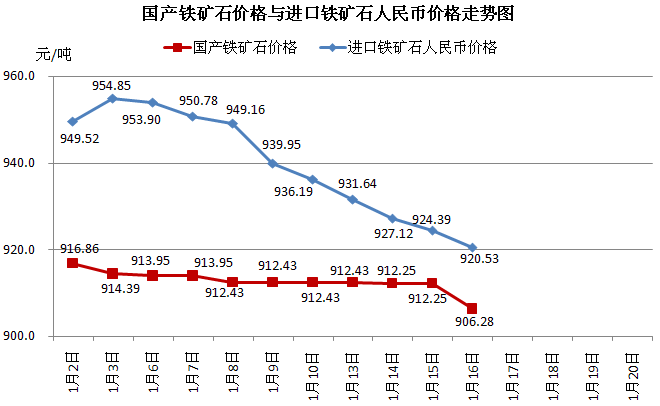 国产铁矿石价格与进口铁矿石人民币价格走势图
元/吨
国产铁矿石价格 进口铁矿石人民币价格
960.0
940.0
920.0
900.0
949.52
954.85
953.90
950.78
949.16
939.95
936.19
931.64
927.12
924.39
920.53
916.86
914.39
913.95
913.95
912.43
912.43
912.43
912.43
912.25
912.25
906.28
1月2日
1月3日
1月6日
1月7日
1月8日
1月9日
1月10日
1月13日
1月14日
1月15日
1月16日
1月17日
1月18日
1月19日
1月20日